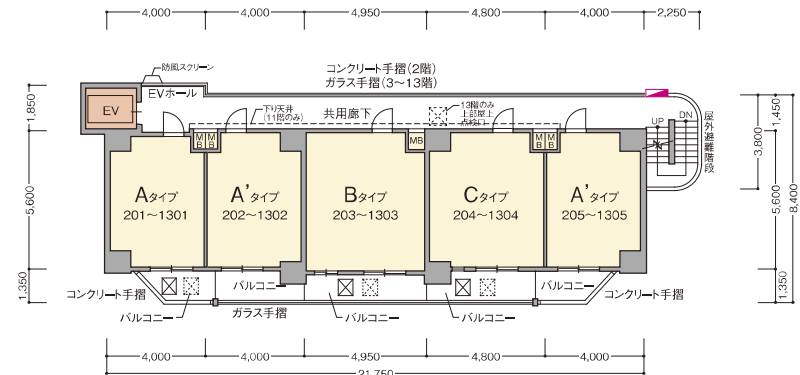 4,000
4,000
4,950
4,800
4,000
2,250
防風スクリーン
EVホール
コンクリート手摺（2階）
ガラス手摺（3～13階）
EV
下り天井
（11階のみ）
共用廊下
13階のみ
上部屋上
点検口
UP
DN
屋外避難階段
1,850
5,600
1,350
1,450
3,800
5,600
8,400
1,350
MB
MB
MB
MB
MB
Aタイプ
201～1301
A'タイプ
202～1302
Bタイプ
203～1303
Cタイプ
204～1304
A'タイプ
205～1305
コンクリート手摺
バルコニー
バルコニー
ガラス手摺
バルコニー
バルコニー
バルコニー
コンクリート手摺
4,000
4,000
4,950
4,800
4,000
21,750